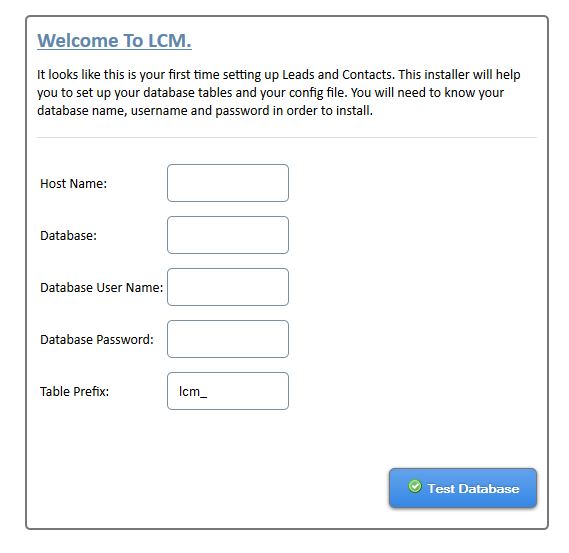 Welcome To LCM.
It looks like this is your first time setting up Leads and Contacts. This installer will help
you to set up your database tables and your config file. You will need to know your
database name, username and password in order to install.
Host Name:
Database:
Database User Name:
Database Password:
Table Prefix: lcm_
Test Database